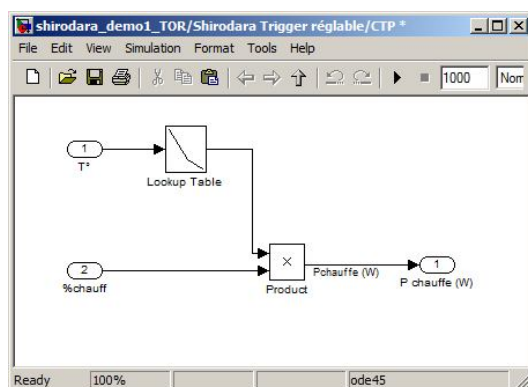 shirodara_demo1_TOR/Shirodara Trigger réglable/CTP *
File Edit View Simulation Format Tools Help
1000 Nom
1
T°
Lookup Table
2
%chauff
×
Product
Pchauffe (W)
1
P chauffe (W)
Ready 100% ode45